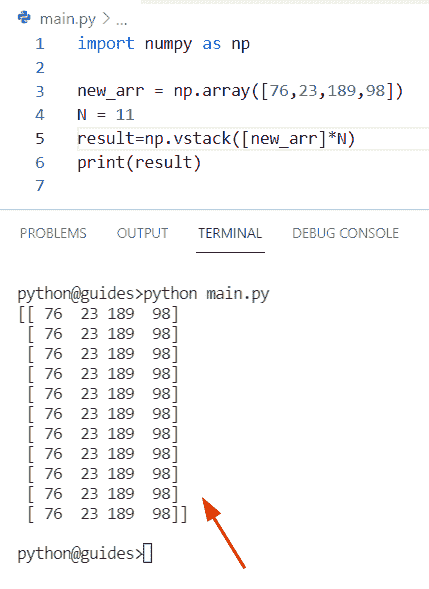 main.py > ...
1 import numpy as np
2
3 new_arr = np.array([76,23,189,98])
4 N = 11
5 result=np.vstack([new_arr]*N)
6 print(result)
7
PROBLEMS OUTPUT TERMINAL DEBUG CONSOLE
python@guides>python main.py
[[ 76  23 189  98]
 [ 76  23 189  98]
 [ 76  23 189  98]
 [ 76  23 189  98]
 [ 76  23 189  98]
 [ 76  23 189  98]
 [ 76  23 189  98]
 [ 76  23 189  98]
 [ 76  23 189  98]
 [ 76  23 189  98]
 [ 76  23 189  98]]
python@guides>